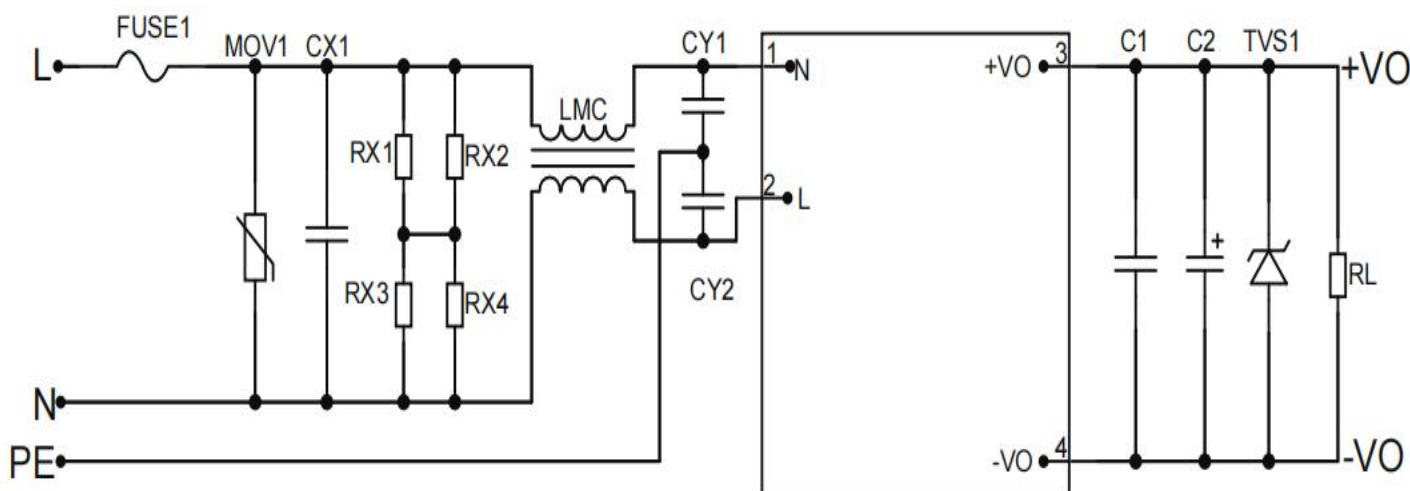 FUSE1
MOV1 CX1 CY1 C1 C2 TVS1
L 1 N +VO 3 +VO
LMC
RX1 RX2
2 L
+
RX3 RX4 CY2 RL
N
PE -VO 4 -VO